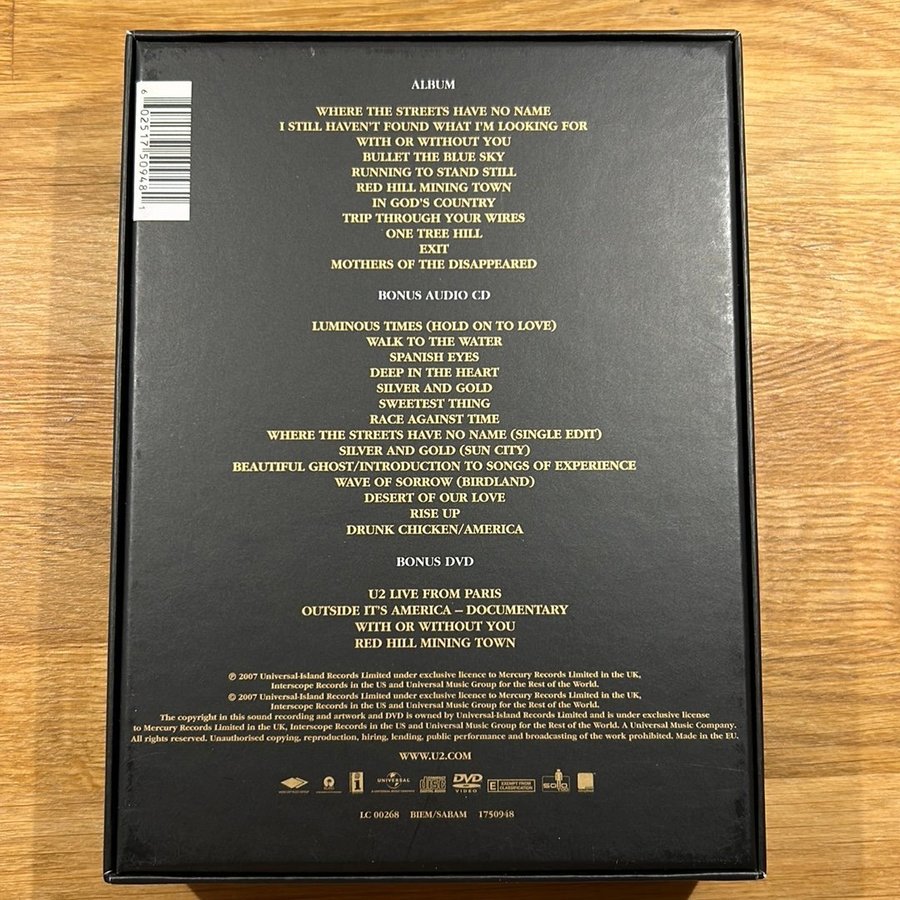 ALBUM
WHERE THE STREETS HAVE NO NAME
I STILL HAVEN'T FOUND WHAT I'M LOOKING FOR
WITH OR WITHOUT YOU
BULLET THE BLUE SKY
RUNNING TO STAND STILL
RED HILL MINING TOWN
IN GOD'S COUNTRY
TRIP THROUGH YOUR WIRES
ONE TREE HILL
EXIT
MOTHERS OF THE DISAPPEARED
BONUS AUDIO CD
LUMINOUS TIMES (HOLD ON TO LOVE)
WALK TO THE WATER
SPANISH EYES
DEEP IN THE HEART
SILVER AND GOLD
SWEETEST THING
RACE AGAINST TIME
WHERE THE STREETS HAVE NO NAME (SINGLE EDIT)
SILVER AND GOLD (SUN CITY)
BEAUTIFUL GHOST/INTRODUCTION TO SONGS OF EXPERIENCE
WAVE OF SORROW (BIRDLAND)
DESERT OF OUR LOVE
RISE UP
DRUNK CHICKEN/AMERICA
BONUS DVD
U2 LIVE FROM PARIS
OUTSIDE IT'S AMERICA – DOCUMENTARY
WITH OR WITHOUT YOU
RED HILL MINING TOWN
℗ 2007 Universal-Island Records Limited under exclusive licence to Mercury Records Limited in the UK,
Interscope Records in the US and Universal Music Group for the Rest of the World.
© 2007 Universal-Island Records Limited under exclusive licence to Mercury Records Limited in the UK,
Interscope Records in the US and Universal Music Group for the Rest of the World.
The copyright in this sound recording and artwork and DVD is owned by Universal-Island Records Limited and is under exclusive license
to Mercury Records Limited in the UK, Interscope Records in the US and Universal Music Group for the Rest of the World. A Universal Music Company.
All rights reserved. Unauthorised copying, reproduction, hiring, lending, public performance and broadcasting of the work prohibited. Made in the EU.
WWW.U2.COM
UNIVERSAL
disc
DVD VIDEO
E EXEMPT FROM CLASSIFICATION
LC 00268 BIEM/SABAM 1750948
6 02517 50948 1